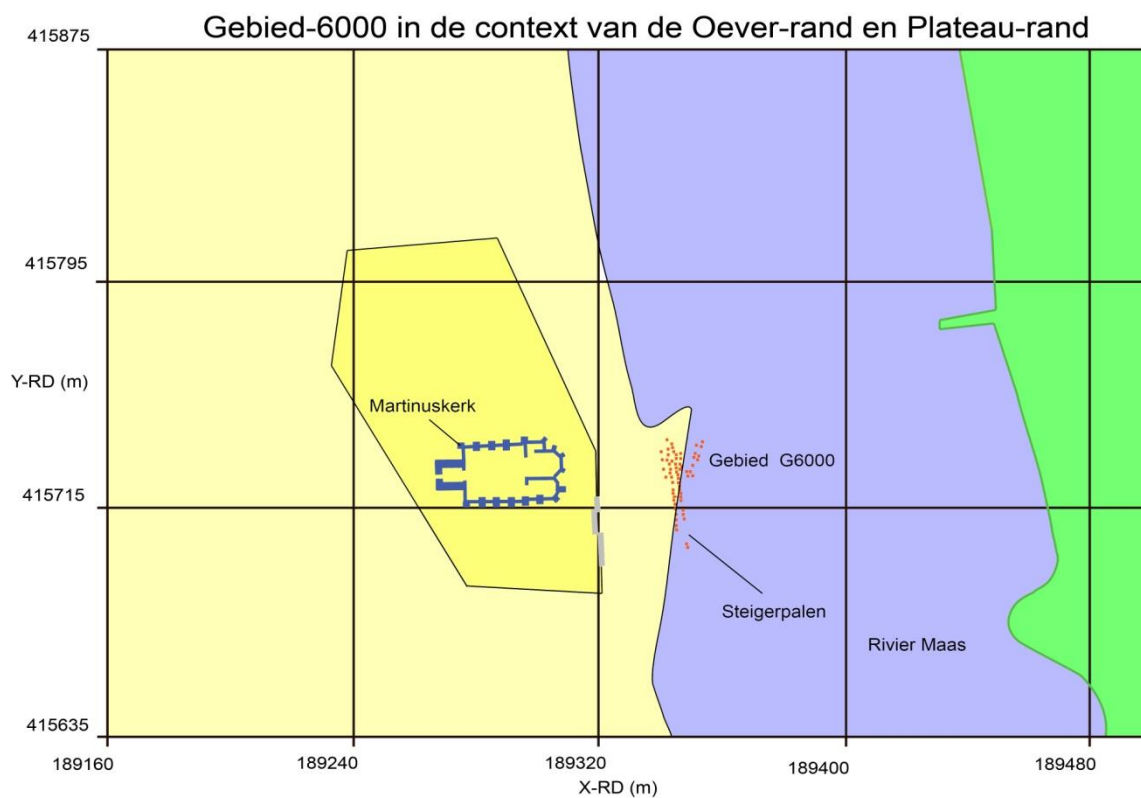 Gebied-6000 in de context van de Oever-rand en Plateau-rand
415875
415795
Y-RD (m)
Martinuskerk
Gebied G6000
415715
Steigerpalen
Rivier Maas
415635
189160
189240
189320
189400
189480
X-RD (m)